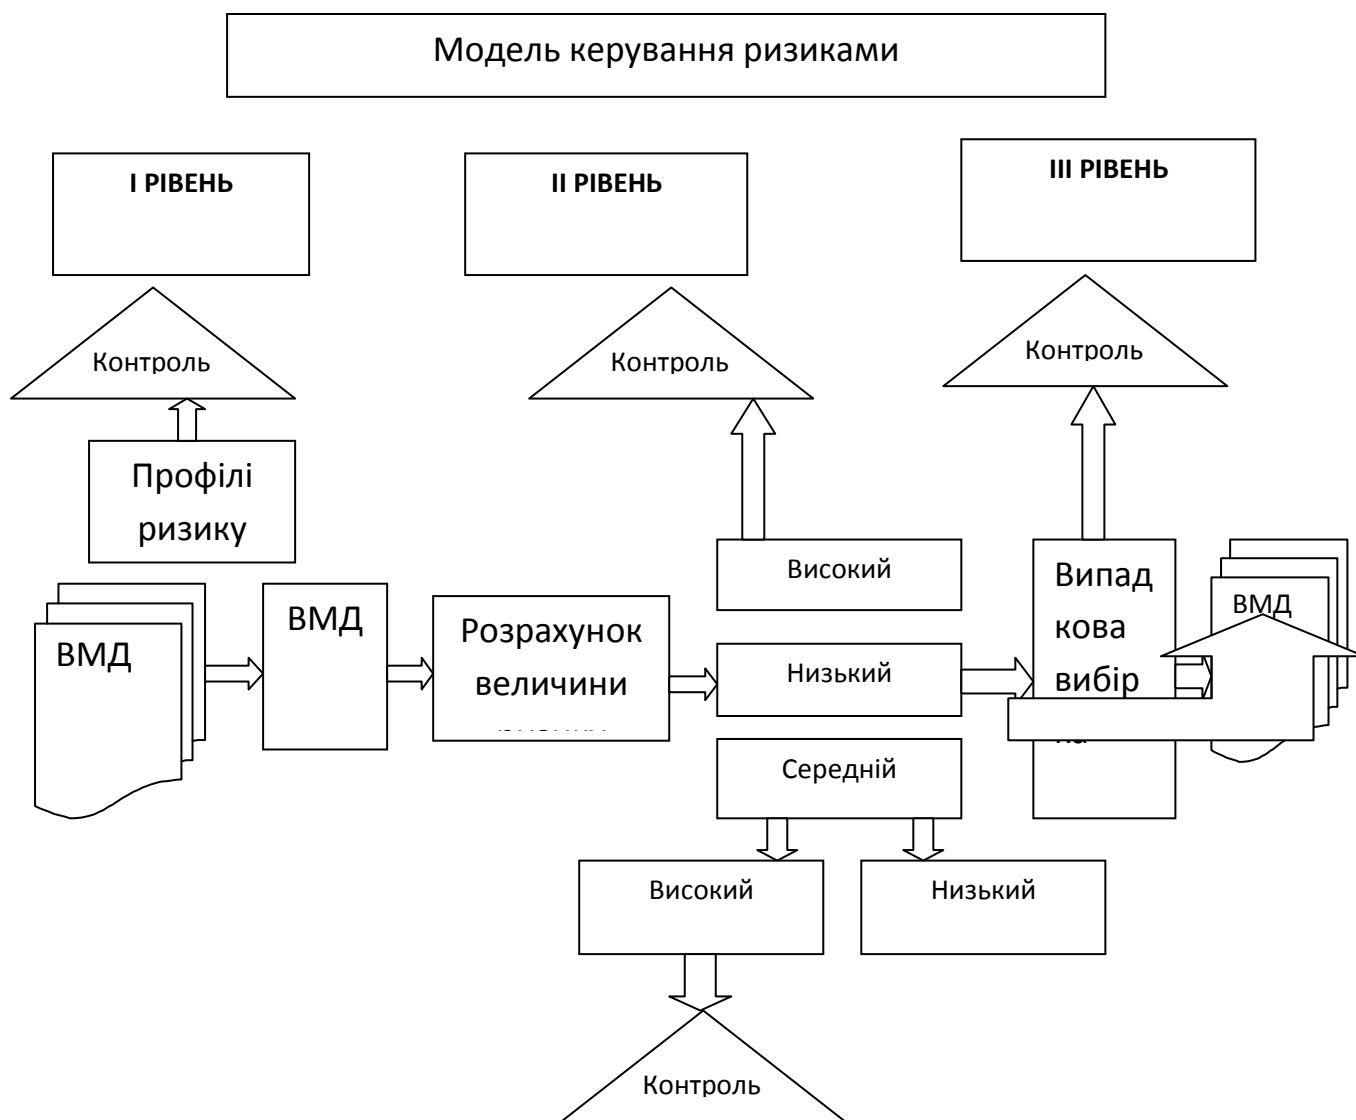 Модель керування ризиками
І РІВЕНЬ
ІІ РІВЕНЬ
ІІІ РІВЕНЬ
Контроль
Контроль
Контроль
Профілі
ризику
Високий
Випад
кова
вибір
ВМД
ВМД
ВМД
Розрахунок
величини
Низький
Середній
Високий
Низький
Контроль